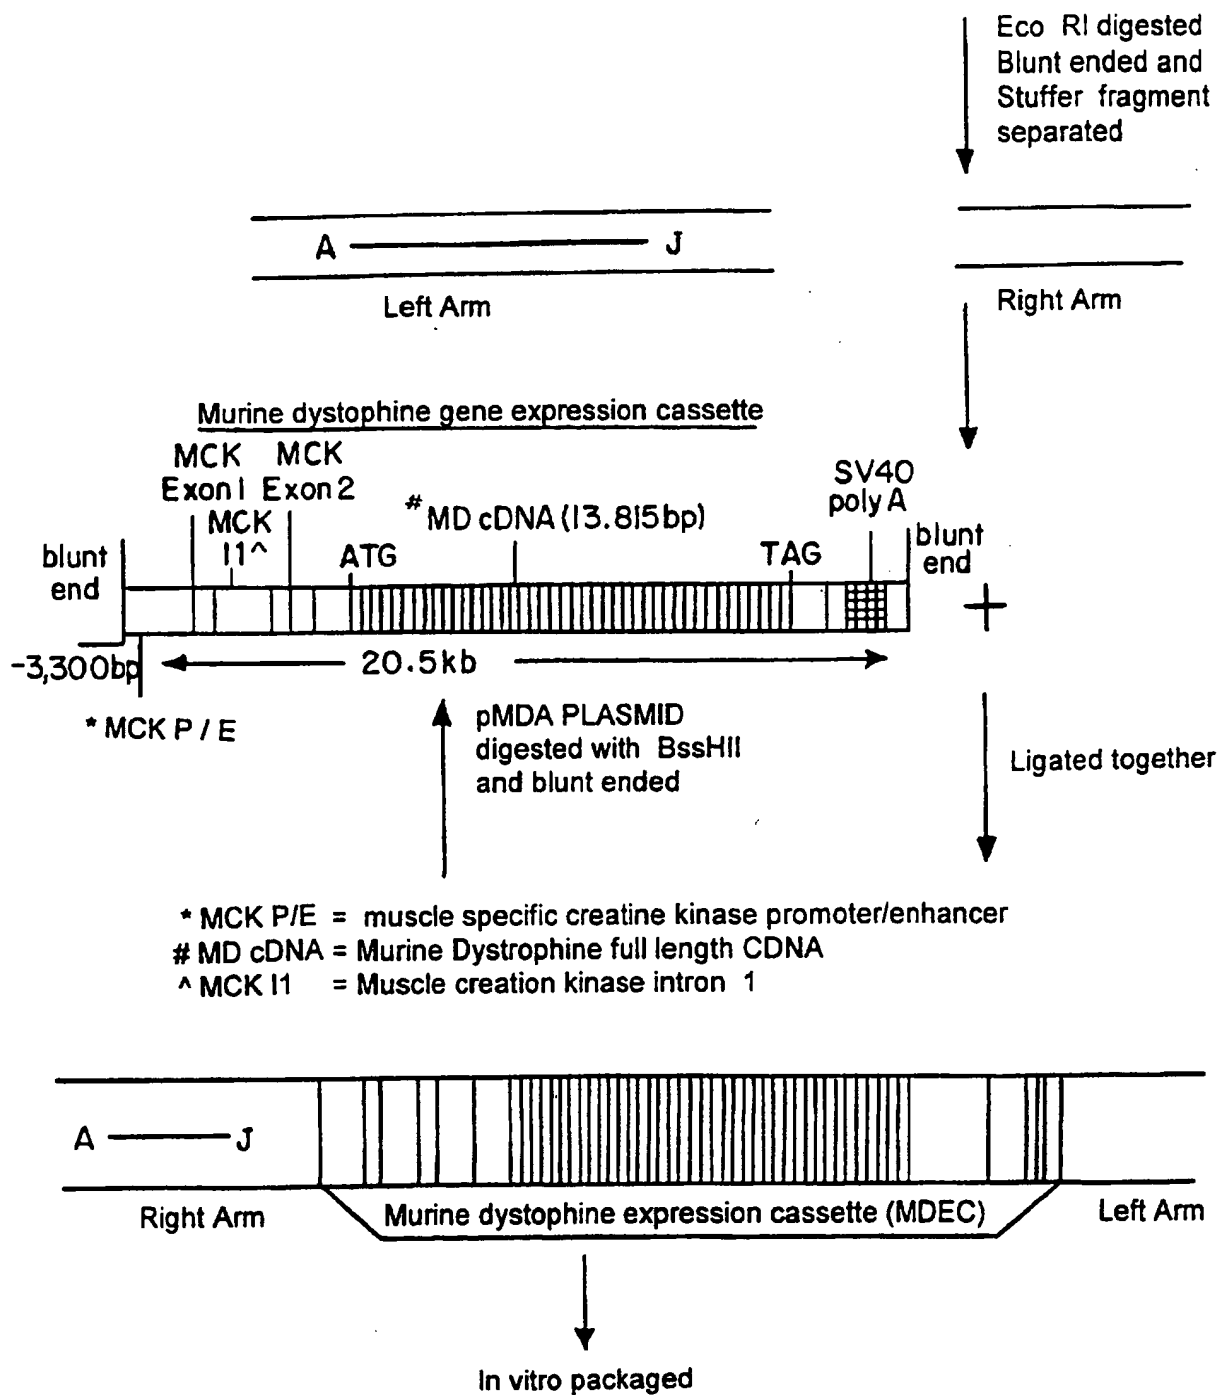 Eco RI digested
Blunt ended and
Stuffer fragment
separated
A J
Left Arm
Right Arm
Murine dystophine gene expression cassette
MCK Exon 1
MCK Exon 2
MCK I1^
blunt end
ATG
#MD cDNA (13.815bp)
TAG
SV40 poly A
blunt end
+
-3,300bp
20.5kb
* MCK P / E
pMDA PLASMID
digested with BssHII
and blunt ended
Ligated together
* MCK P/E = muscle specific creatine kinase promoter/enhancer
# MD cDNA = Murine Dystrophine full length CDNA
^ MCK I1 = Muscle creation kinase intron 1
A J
Right Arm
Murine dystophine expression cassette (MDEC)
Left Arm
In vitro packaged